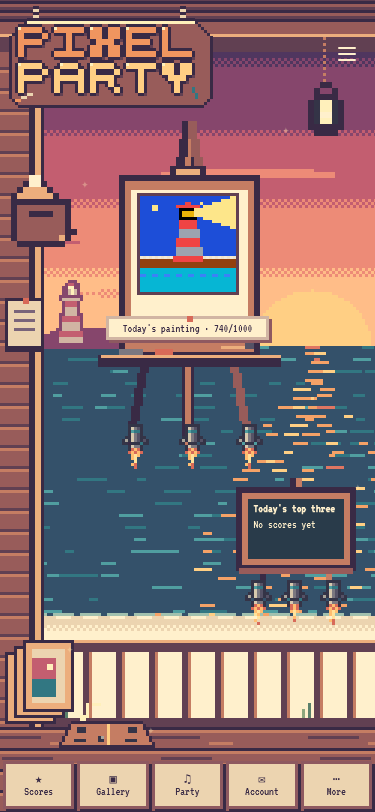 PIXEL
PARTY
Today's painting · 740/1000
Today's top three
No scores yet
Scores
Gallery
Party
Account
More